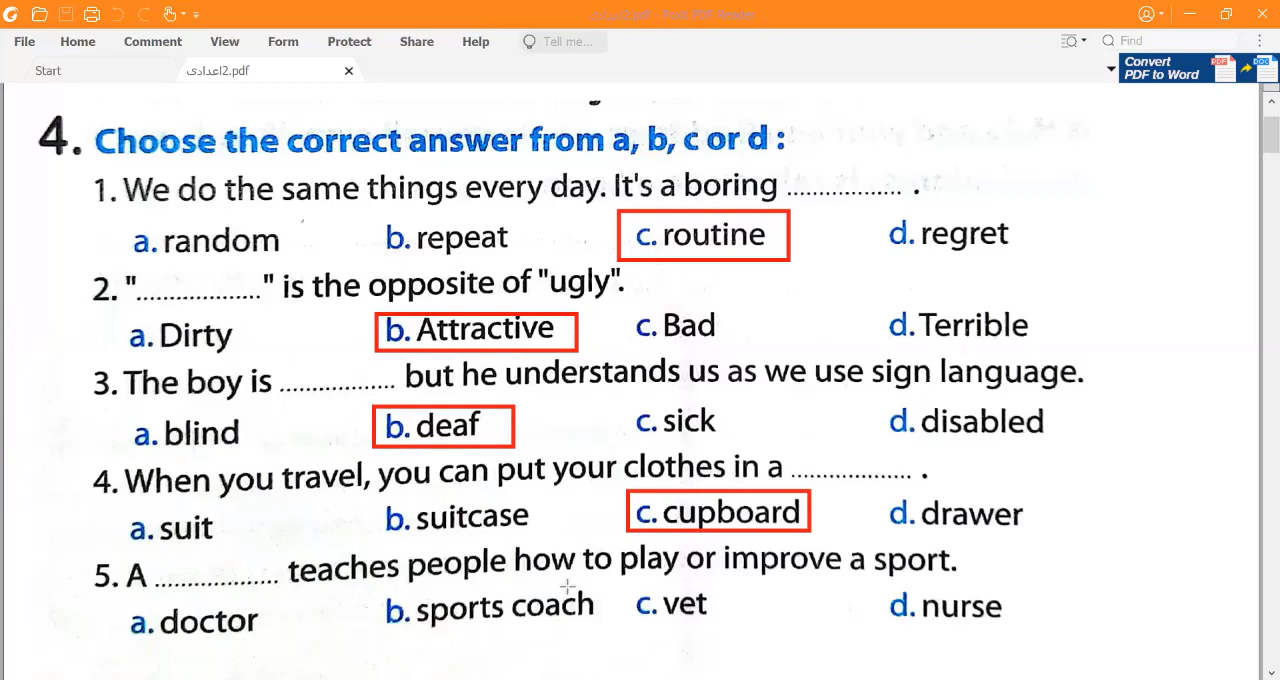 File Home Comment View Form Protect Share Help Tell me... Find
Start 2اعدادى.pdf
Convert
PDF to Word
PDF DOC
4. Choose the correct answer from a, b, c or d :
1. We do the same things every day. It's a boring .................... .
a. random b. repeat c. routine d. regret
2. "...................." is the opposite of "ugly".
a. Dirty b. Attractive c. Bad d. Terrible
3. The boy is .................. but he understands us as we use sign language.
a. blind b. deaf c. sick d. disabled
4. When you travel, you can put your clothes in a ................... .
a. suit b. suitcase c. cupboard d. drawer
5. A .................... teaches people how to play or improve a sport.
a. doctor b. sports coach c. vet d. nurse